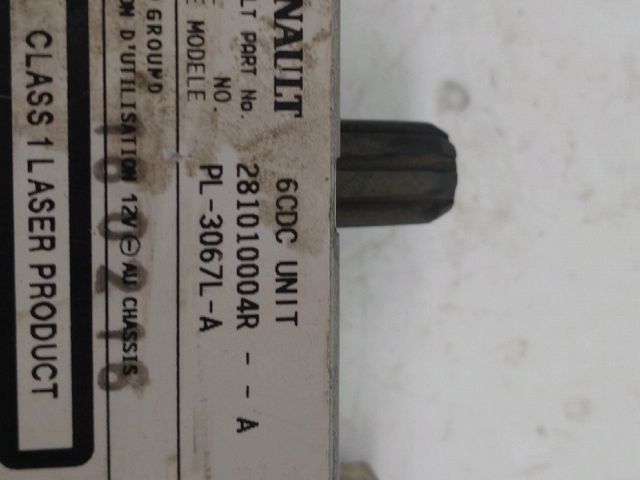 NAULT 6CDC UNIT
LT PART No. 281010004R - - A
NO.
E MODELE PL-3067L-A
GROUND
ON D'UTILISATION 12V ⊖ AU CHASSIS
CLASS 1 LASER PRODUCT